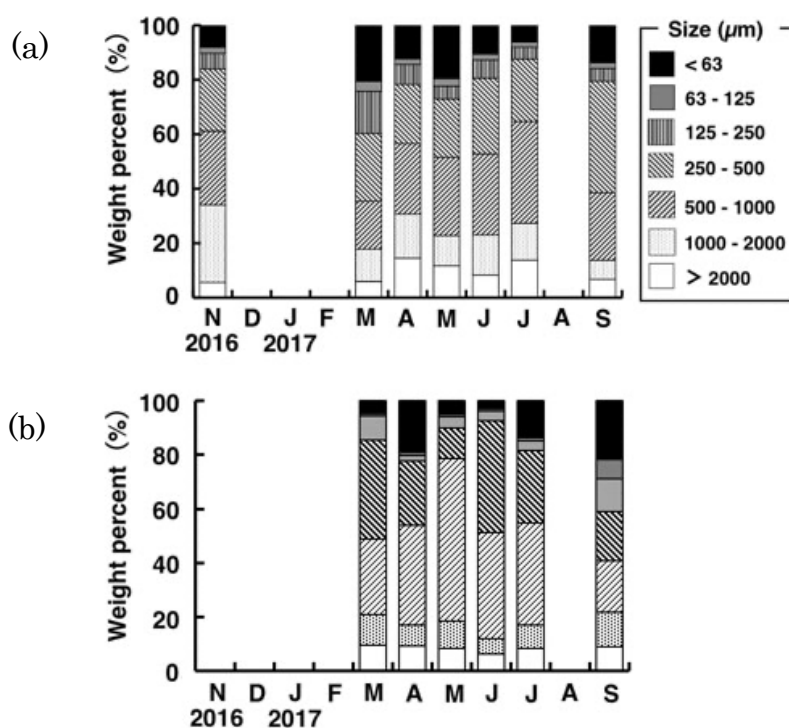 (a)
Weight percent (%)
100
80
60
40
20
0
N D J F M A M J J A S
2016 2017
Size (µm)
< 63
63 - 125
125 - 250
250 - 500
500 - 1000
1000 - 2000
> 2000
(b)
Weight percent (%)
100
80
60
40
20
0
N D J F M A M J J A S
2016 2017